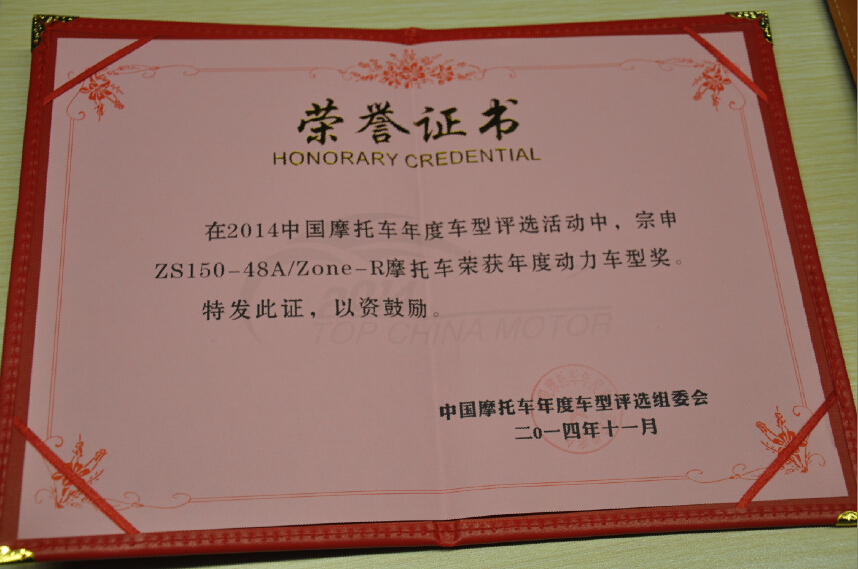 荣誉证书
HONORARY CREDENTIAL
在2014中国摩托车年度车型评选活动中，宗申
ZS150-48A/Zone-R摩托车荣获年度动力车型奖。
特发此证，以资鼓励。
2014
TOP CHINA MOTOR
中国摩托车年度车型评选组委会
二0一四年十一月